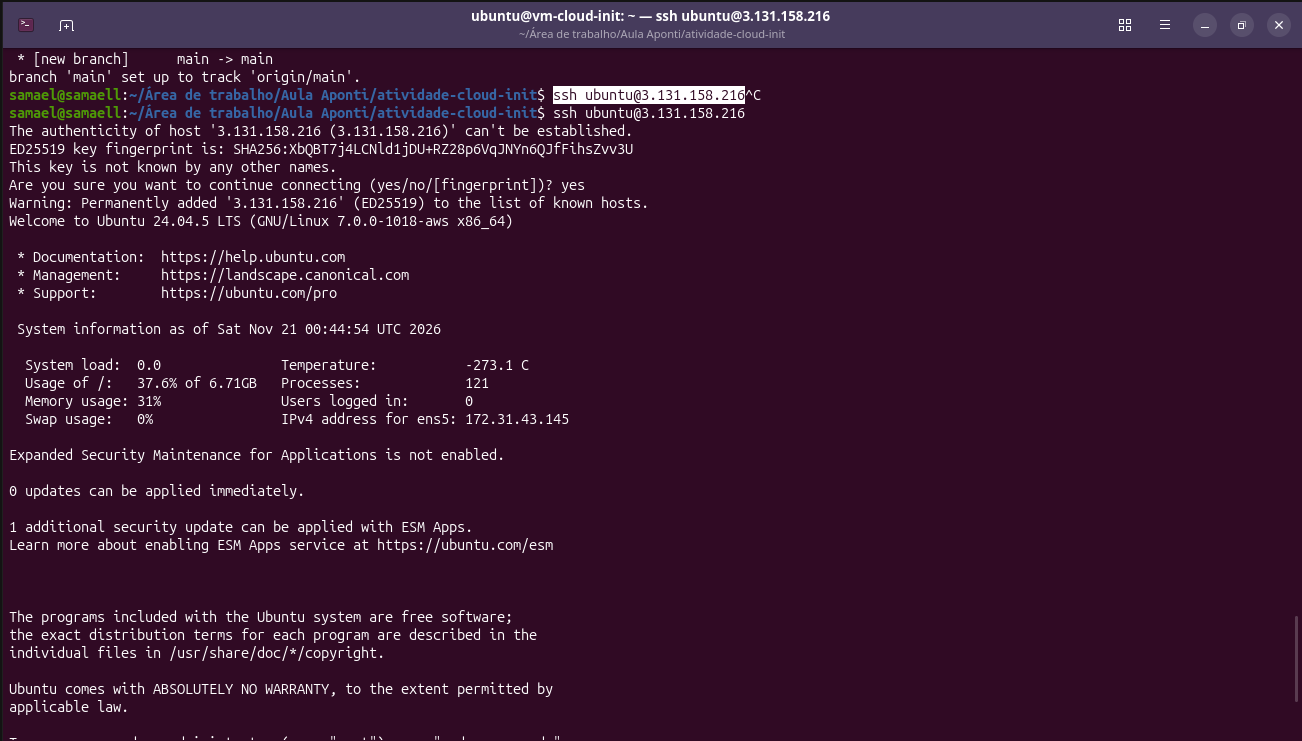 ubuntu@vm-cloud-init: ~ — ssh ubuntu@3.131.158.216
~/Área de trabalho/Aula Aponti/atividade-cloud-init
 * [new branch]      main -> main
branch 'main' set up to track 'origin/main'.
samael@samaell:~/Área de trabalho/Aula Aponti/atividade-cloud-init$ ssh ubuntu@3.131.158.216^C
samael@samaell:~/Área de trabalho/Aula Aponti/atividade-cloud-init$ ssh ubuntu@3.131.158.216
The authenticity of host '3.131.158.216 (3.131.158.216)' can't be established.
ED25519 key fingerprint is: SHA256:XbQBT7j4LCNld1jDU+RZ28p6VqJNYn6QJfFihsZvv3U
This key is not known by any other names.
Are you sure you want to continue connecting (yes/no/[fingerprint])? yes
Warning: Permanently added '3.131.158.216' (ED25519) to the list of known hosts.
Welcome to Ubuntu 24.04.5 LTS (GNU/Linux 7.0.0-1018-aws x86_64)
 * Documentation:  https://help.ubuntu.com
 * Management:     https://landscape.canonical.com
 * Support:        https://ubuntu.com/pro
 System information as of Sat Nov 21 00:44:54 UTC 2026
  System load:  0.0               Temperature:           -273.1 C
  Usage of /:   37.6% of 6.71GB   Processes:             121
  Memory usage: 31%               Users logged in:       0
  Swap usage:   0%                IPv4 address for ens5: 172.31.43.145
Expanded Security Maintenance for Applications is not enabled.
0 updates can be applied immediately.
1 additional security update can be applied with ESM Apps.
Learn more about enabling ESM Apps service at https://ubuntu.com/esm
The programs included with the Ubuntu system are free software;
the exact distribution terms for each program are described in the
individual files in /usr/share/doc/*/copyright.
Ubuntu comes with ABSOLUTELY NO WARRANTY, to the extent permitted by
applicable law.